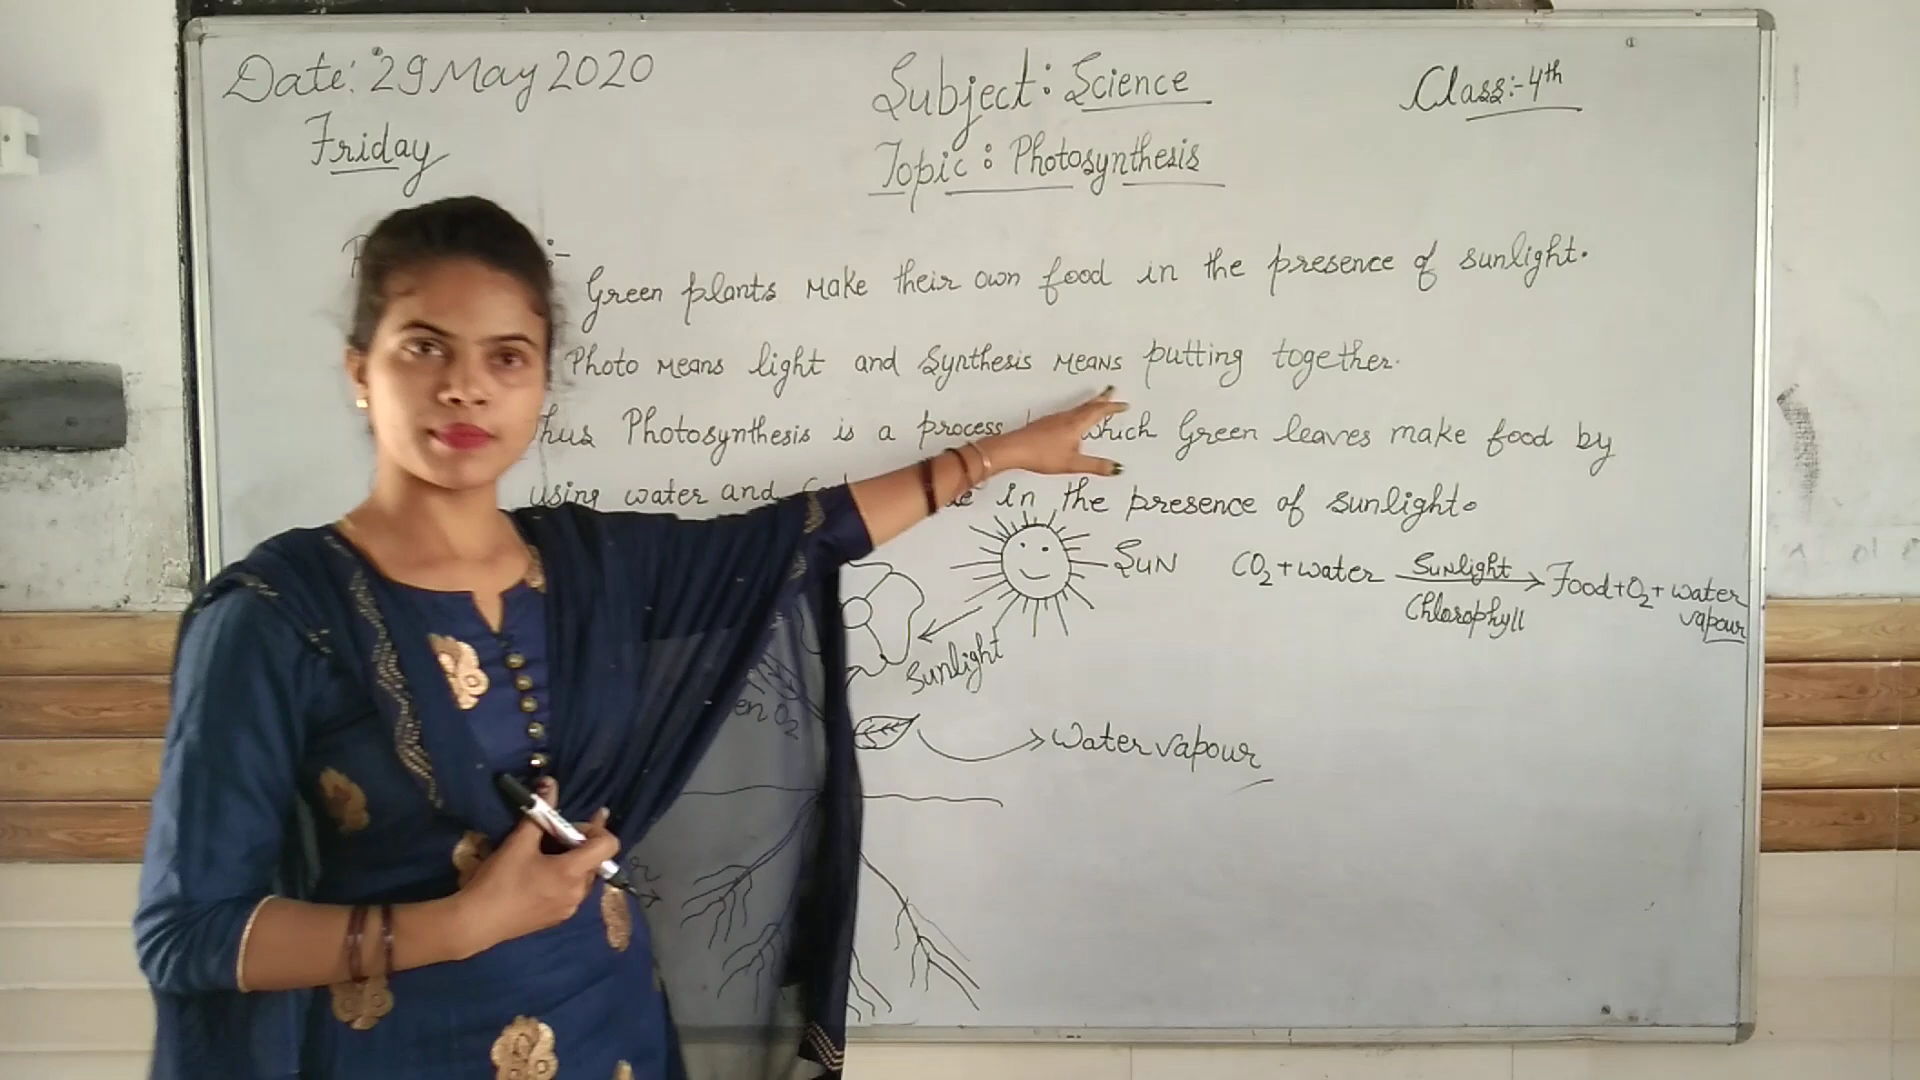 Date: 29 May 2020
Friday
Subject: Science
Topic: Photosynthesis
Class:- 4th
:-
Green plants make their own food in the presence of sunlight.
Photo means light and Synthesis means putting together.
hus Photosynthesis is a process which Green leaves make food by
using water and in the presence of sunlight.
SUN
Sunlight
CO2 + water Sunlight Chlorophyll Food + O2 + water vapour
en O2
Water vapour